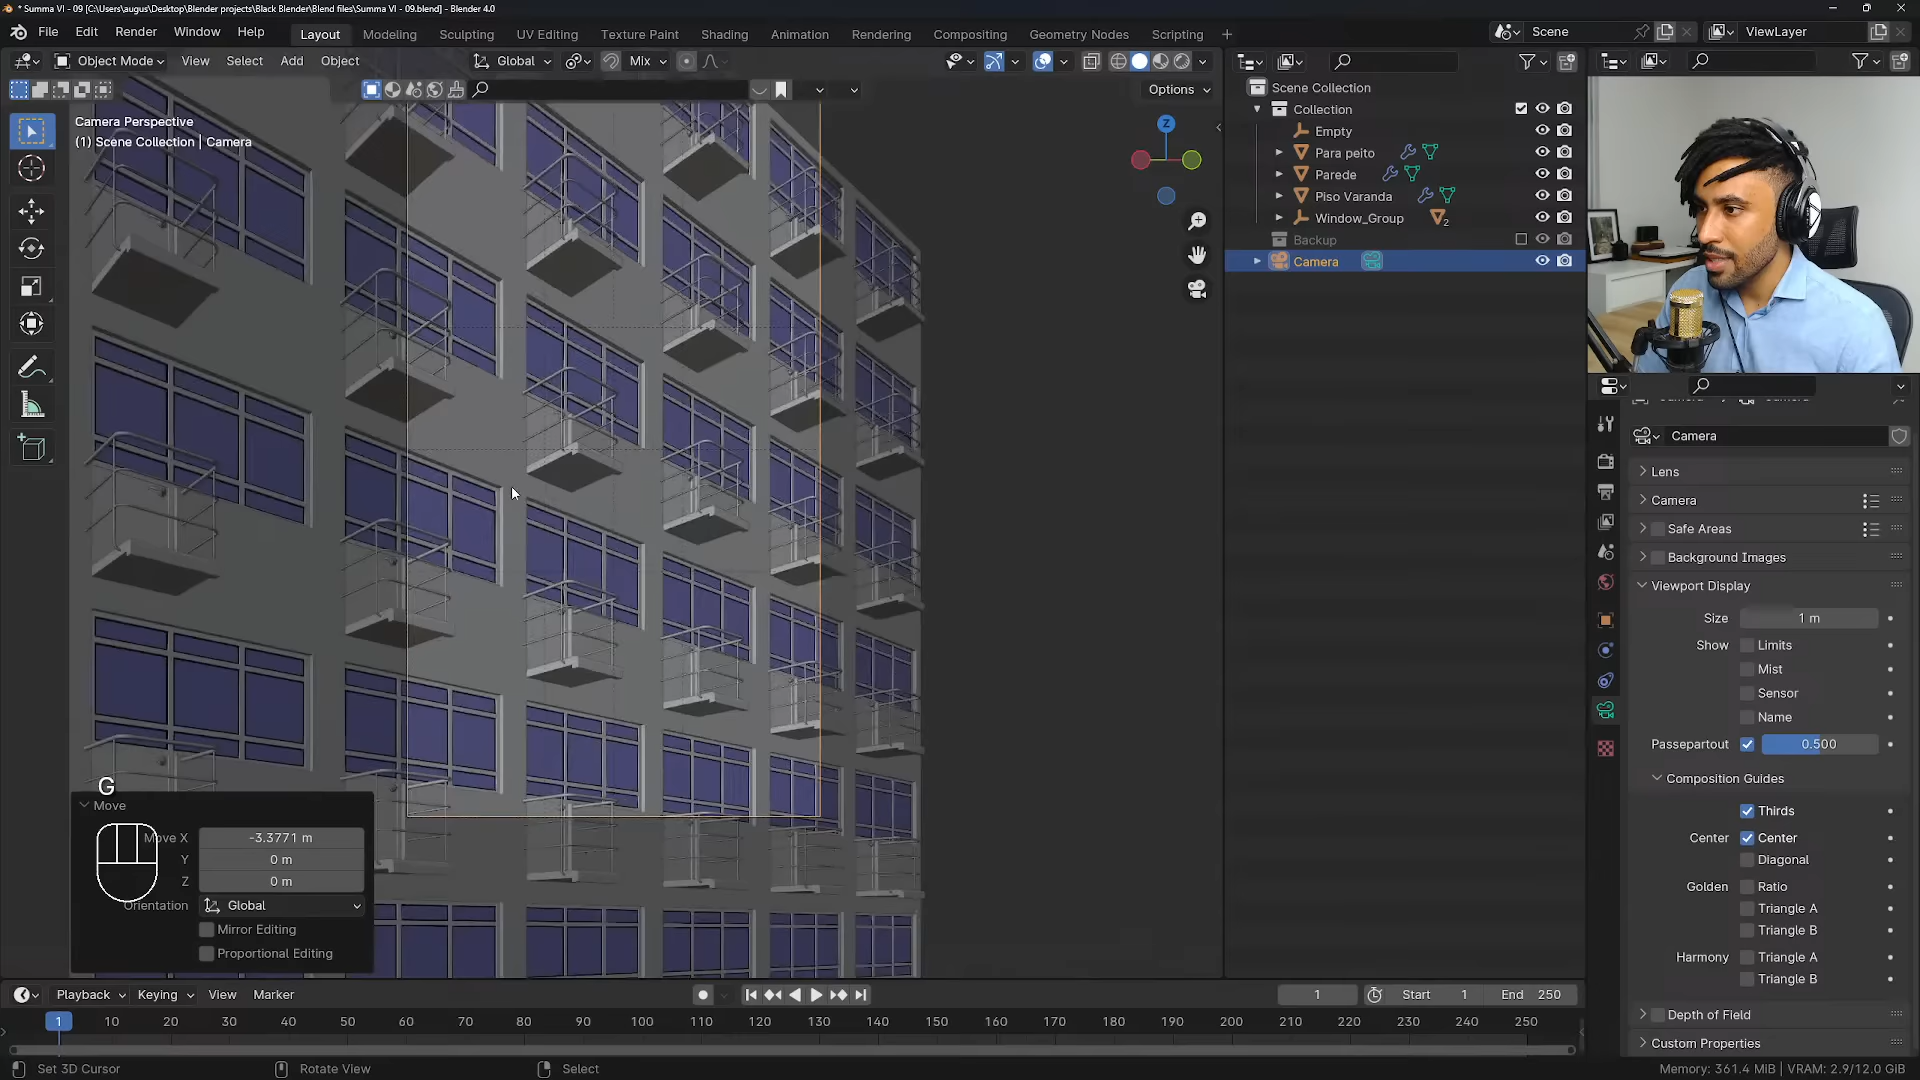 * Summa VI - 09 [C:\Users\augus\Desktop\Blender projects\Black Blender\Blend files\Summa VI - 09.blend] - Blender 4.0
File Edit Render Window Help Layout Modeling Sculpting UV Editing Texture Paint Shading Animation Rendering Compositing Geometry Nodes Scripting + Scene ViewLayer
Object Mode View Select Add Object Global Mix
Options
Camera Perspective
(1) Scene Collection | Camera
Z
Scene Collection
Collection
Empty
Para peito
Parede
Piso Varanda
Window_Group 2
Backup
Camera
Camera
Lens
Camera
Safe Areas
Background Images
Viewport Display
Size 1 m
Show Limits
Mist
Sensor
Name
Passepartout 0.500
Composition Guides
Thirds
Center Center
Diagonal
Golden Ratio
Triangle A
Triangle B
Harmony Triangle A
Triangle B
Depth of Field
Custom Properties
G
Move
Move X -3.3771 m
Y 0 m
Z 0 m
Orientation Global
Mirror Editing
Proportional Editing
Playback Keying View Marker 1 Start 1 End 250
1 10 20 30 40 50 60 70 80 90 100 110 120 130 140 150 160 170 180 190 200 210 220 230 240 250
Set 3D Cursor Rotate View Select Memory: 361.4 MiB | VRAM: 2.9/12.0 GiB